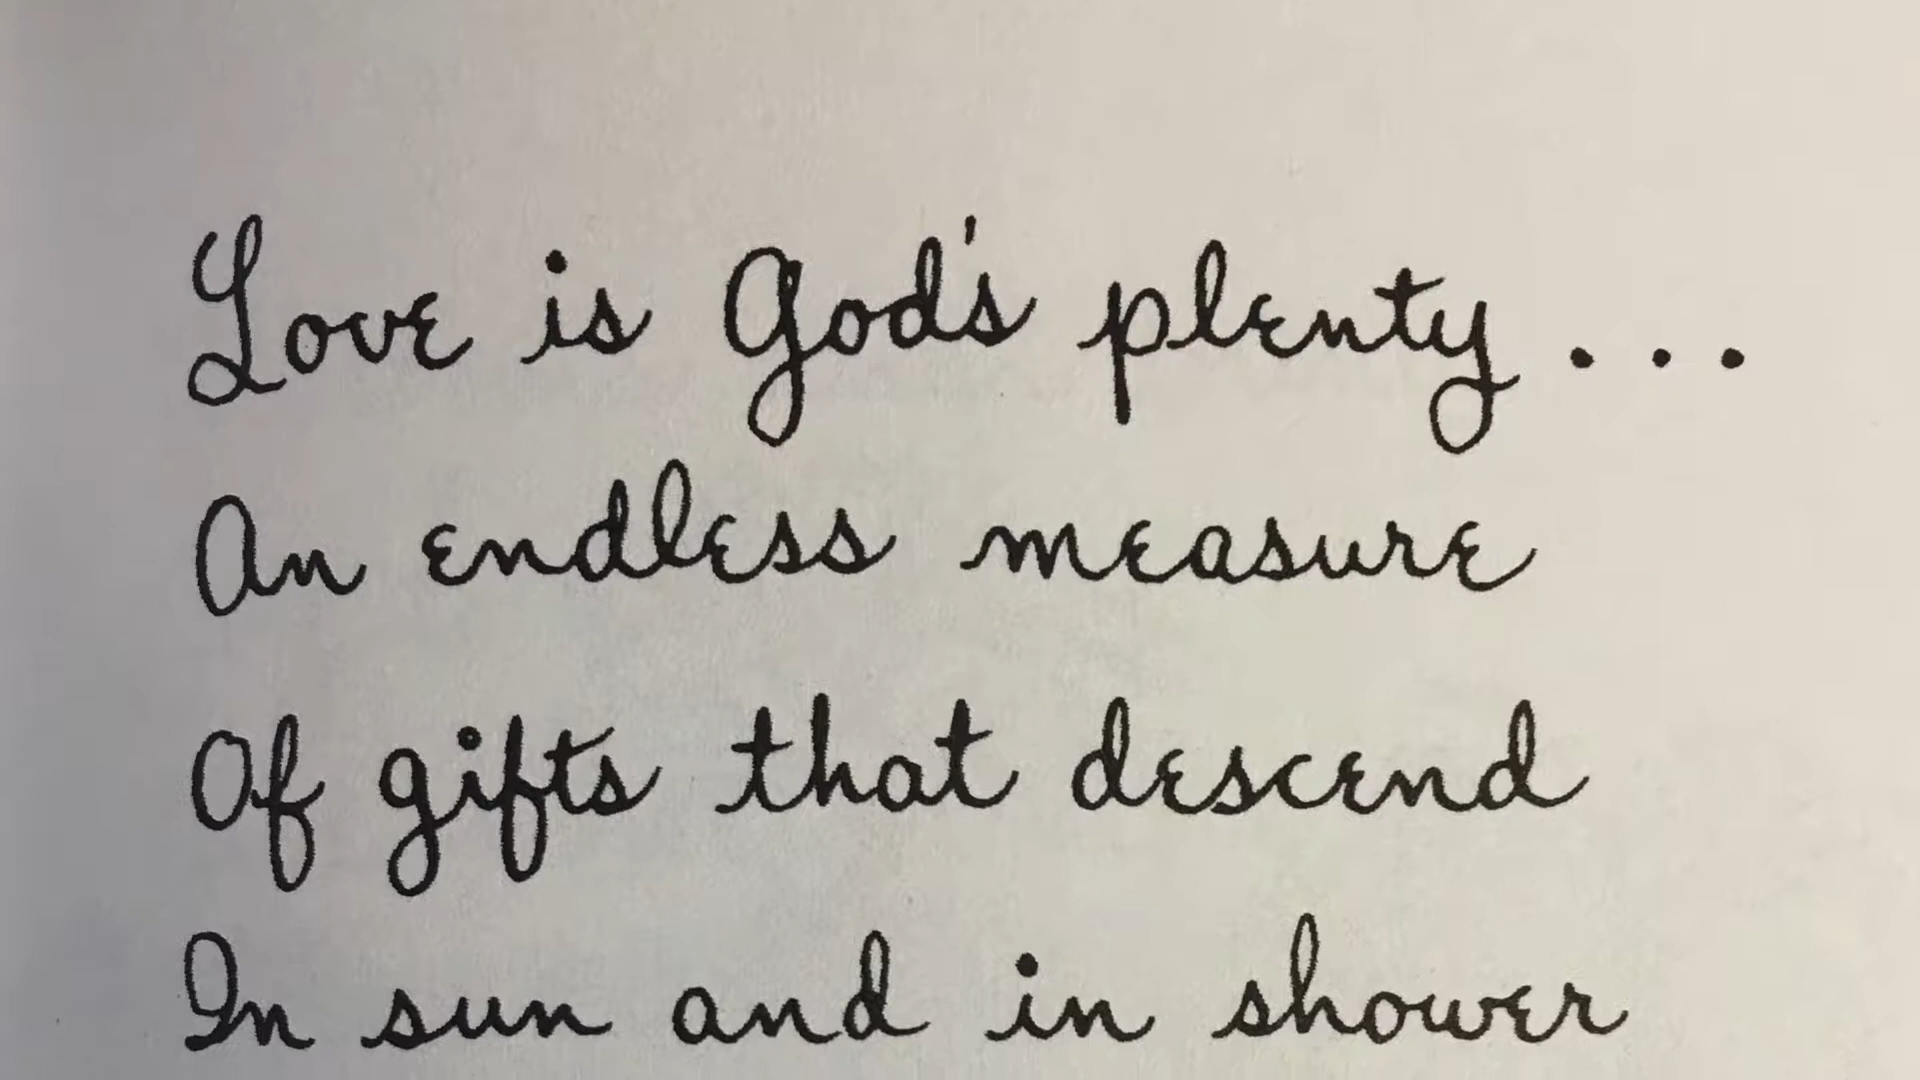 Love is God's plenty...
An endless measure
Of gifts that descend
In sun and in shower